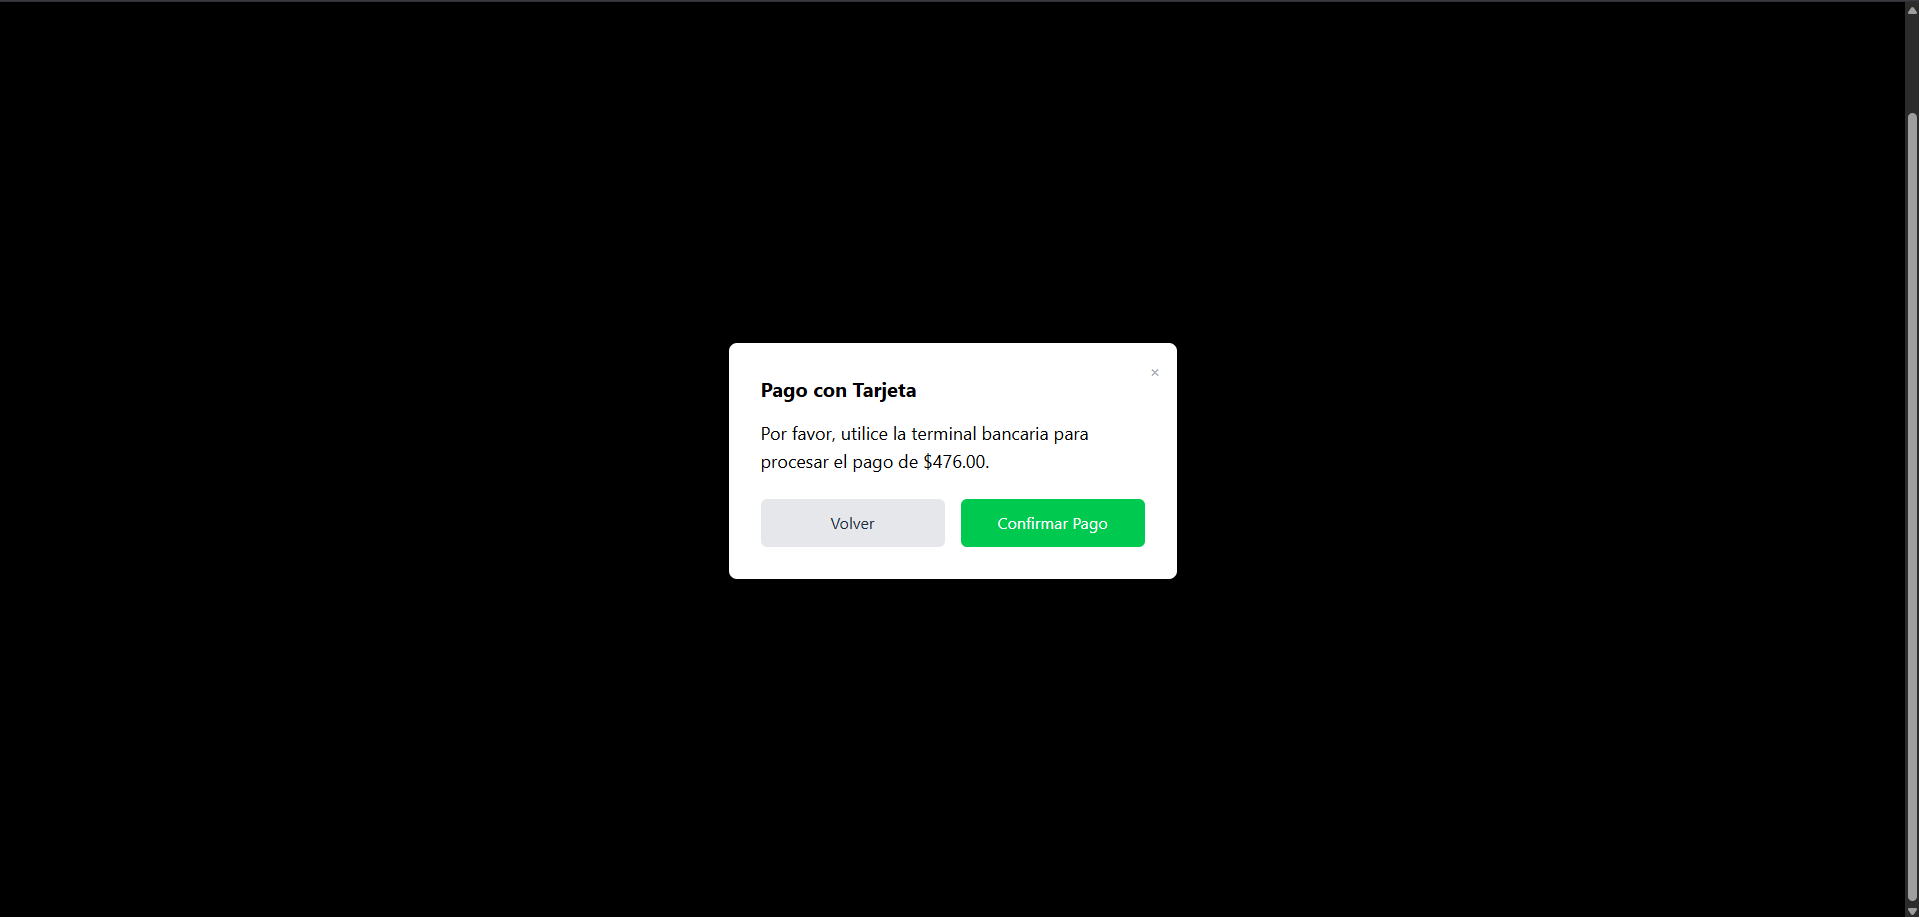 ×
Pago con Tarjeta
Por favor, utilice la terminal bancaria para
procesar el pago de $476.00.
Volver
Confirmar Pago